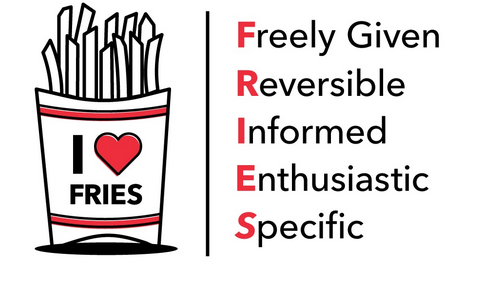 I ❤ FRIES
Freely Given
Reversible
Informed
Enthusiastic
Specific